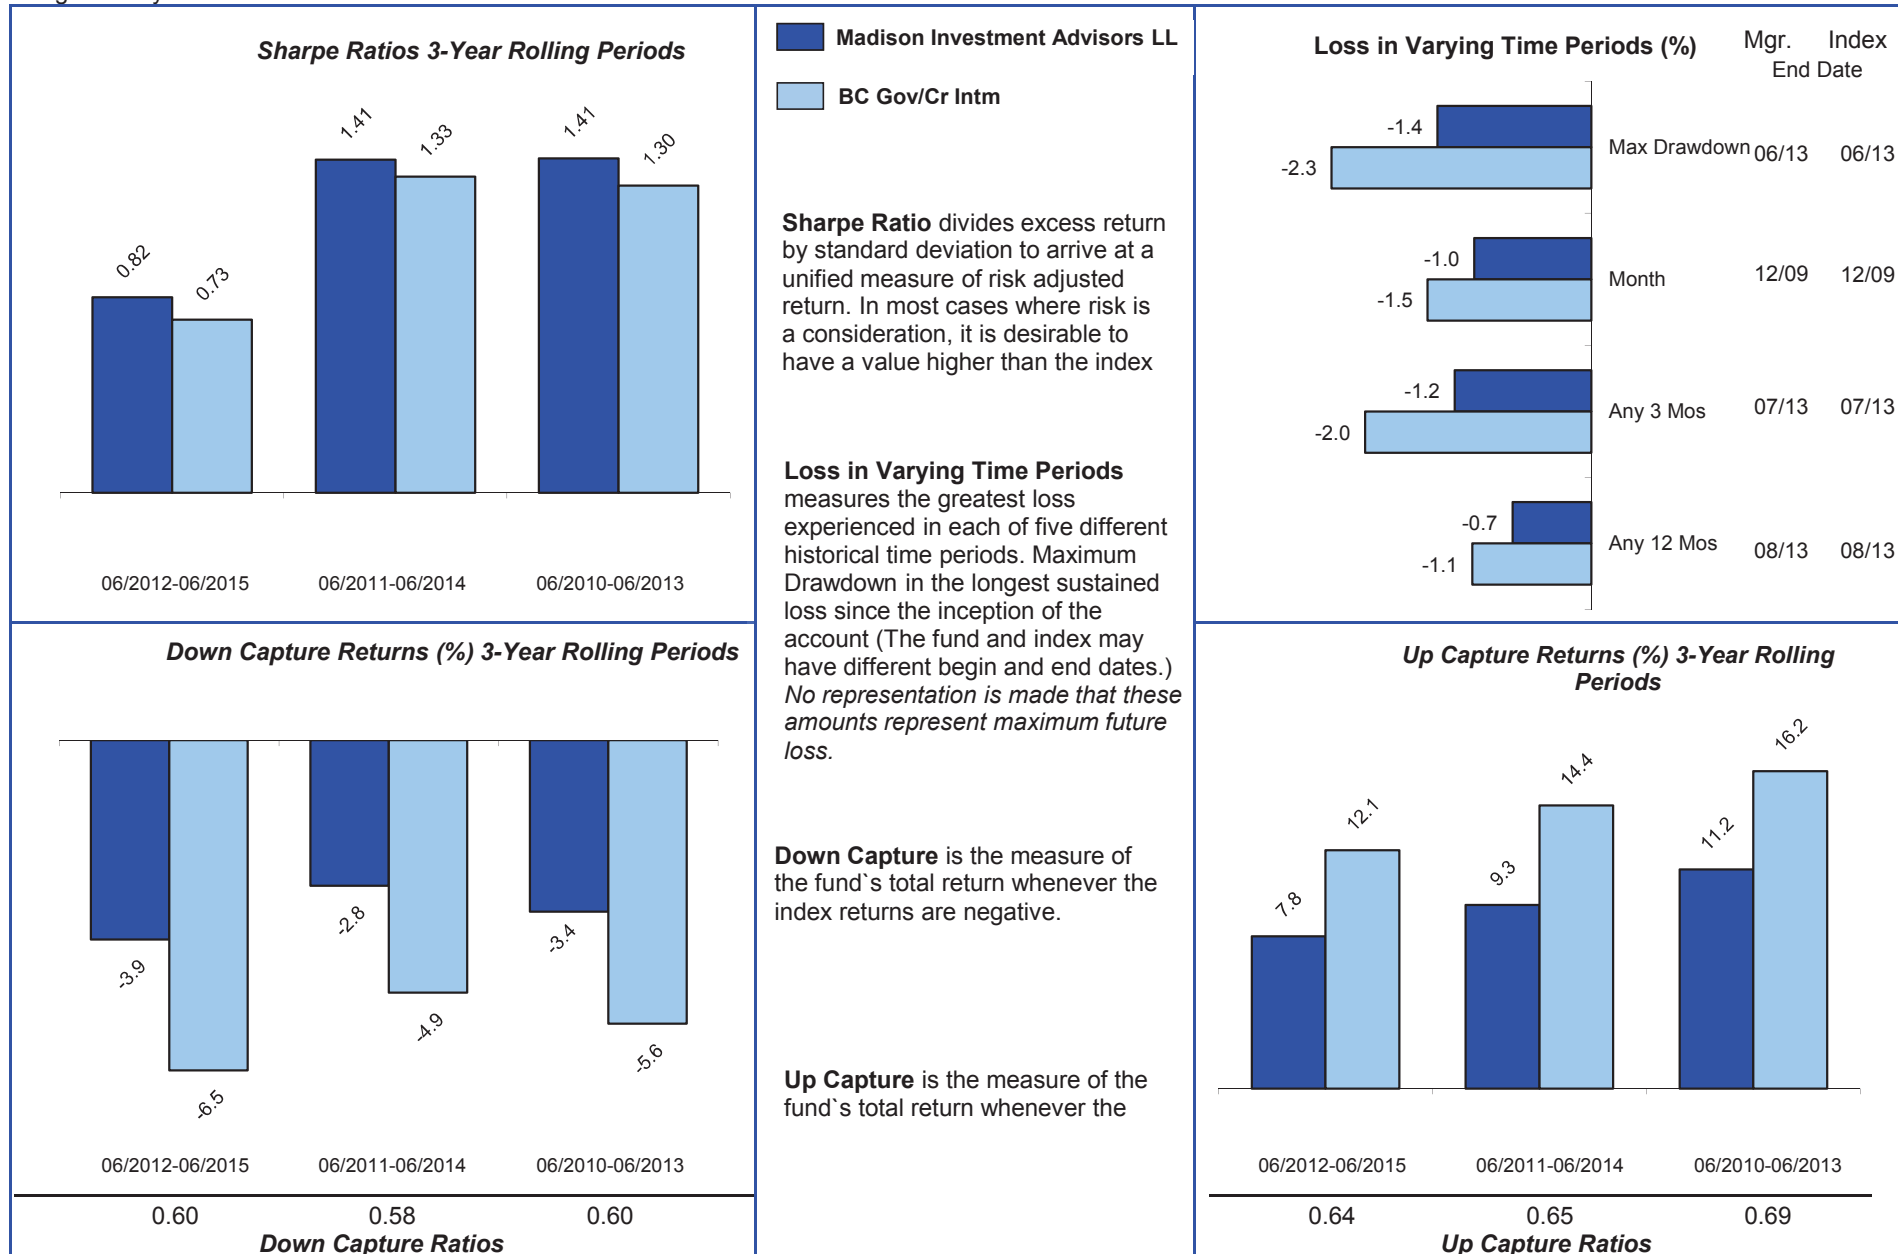 Sharpe Ratios 3-Year Rolling Periods
1.41
1.33
1.41
1.30
0.82
0.73
06/2012-06/2015
06/2011-06/2014
06/2010-06/2013
Madison Investment Advisors LL
BC Gov/Cr Intm
Sharpe Ratio divides excess return
by standard deviation to arrive at a
unified measure of risk adjusted
return. In most cases where risk is
a consideration, it is desirable to
have a value higher than the index
Loss in Varying Time Periods
measures the greatest loss
experienced in each of five different
historical time periods. Maximum
Drawdown in the longest sustained
loss since the inception of the
account (The fund and index may
have different begin and end dates.)
No representation is made that these
amounts represent maximum future
loss.
Down Capture is the measure of
the fund`s total return whenever the
index returns are negative.
Up Capture is the measure of the
fund`s total return whenever the
Loss in Varying Time Periods (%) Mgr. Index
End Date
-1.4
-2.3
Max Drawdown 06/13 06/13
-1.0
-1.5
Month 12/09 12/09
-1.2
-2.0
Any 3 Mos 07/13 07/13
-0.7
-1.1
Any 12 Mos 08/13 08/13
Down Capture Returns (%) 3-Year Rolling Periods
-3.9
-6.5
-2.8
-4.9
-3.4
-5.6
06/2012-06/2015
06/2011-06/2014
06/2010-06/2013
0.60
0.58
0.60
Down Capture Ratios
Up Capture Returns (%) 3-Year Rolling
Periods
7.8
12.1
9.3
14.4
11.2
16.2
06/2012-06/2015
06/2011-06/2014
06/2010-06/2013
0.64
0.65
0.69
Up Capture Ratios